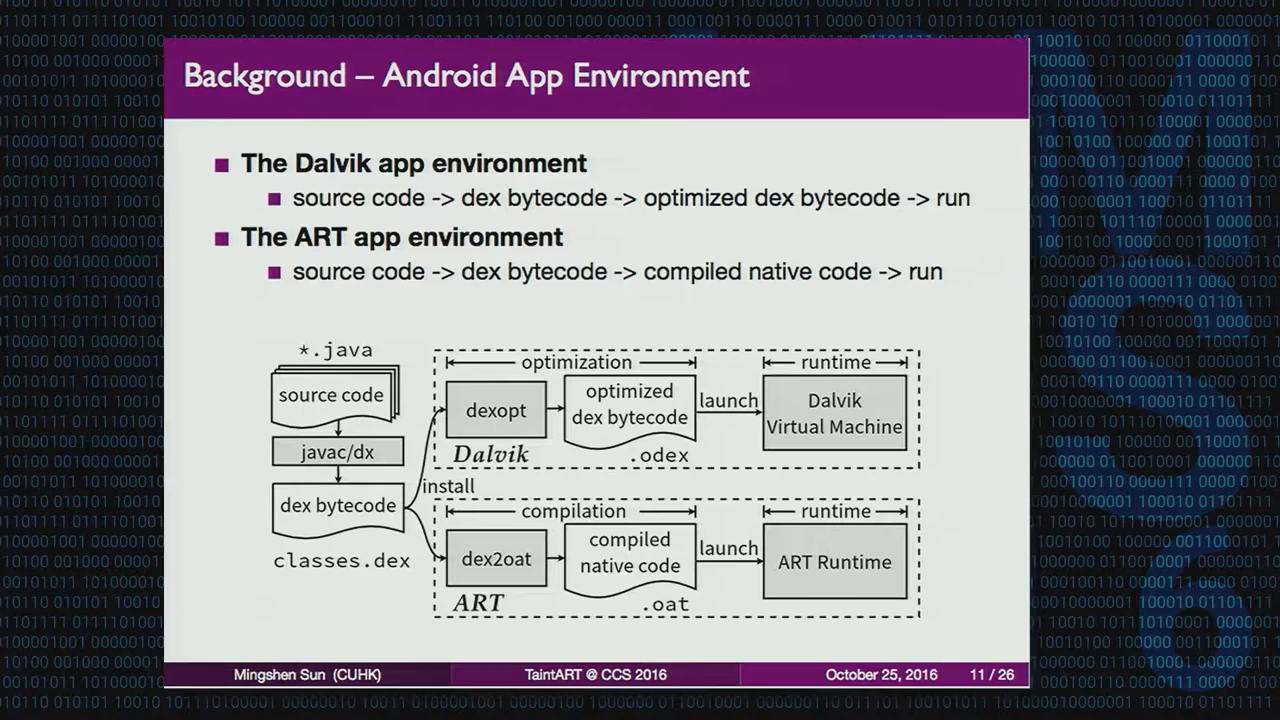 Background – Android App Environment
The Dalvik app environment
source code -> dex bytecode -> optimized dex bytecode -> run
The ART app environment
source code -> dex bytecode -> compiled native code -> run
*.java
source code
javac/dx
dex bytecode
classes.dex
install
optimization
runtime
dexopt
optimized
dex bytecode
launch
Dalvik
Virtual Machine
Dalvik
.odex
compilation
runtime
dex2oat
compiled
native code
launch
ART Runtime
ART
.oat
Mingshen Sun (CUHK)
TaintART @ CCS 2016
October 25, 2016
11 / 26